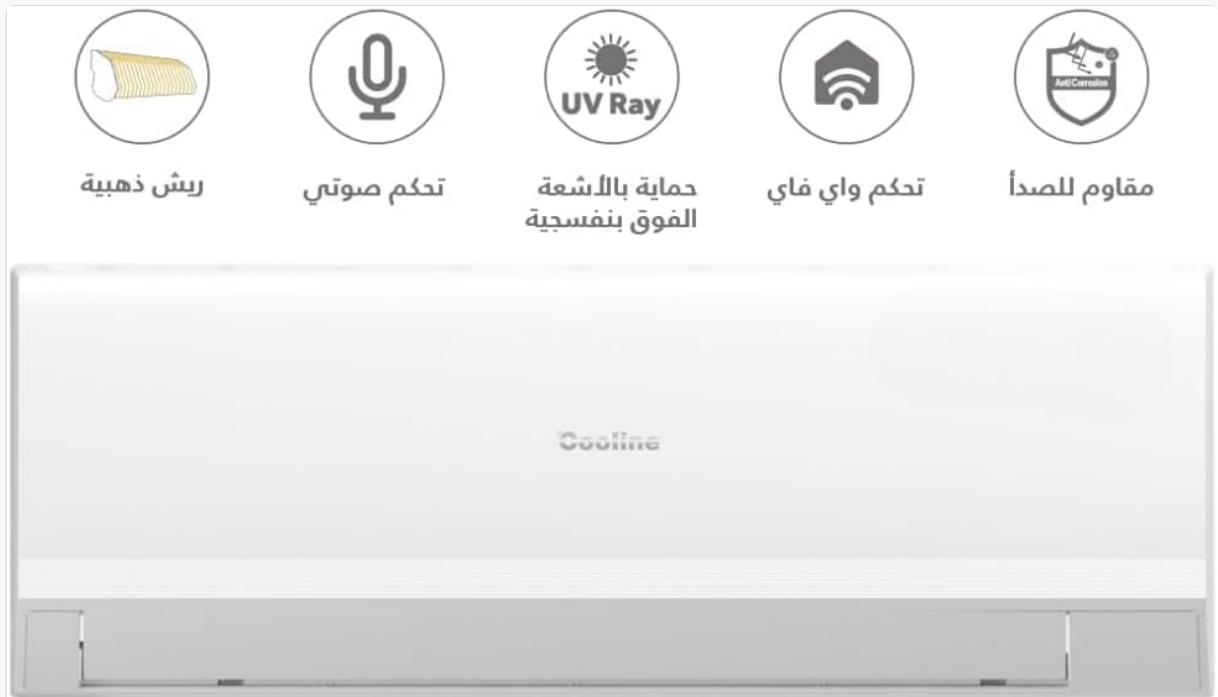 Anti Corrosion
UV Ray
مقاوم للصدأ
تحكم واي فاي
حماية بالأشعة
الفوق بنفسجية
تحكم صوتي
ريش ذهبية
Cooline